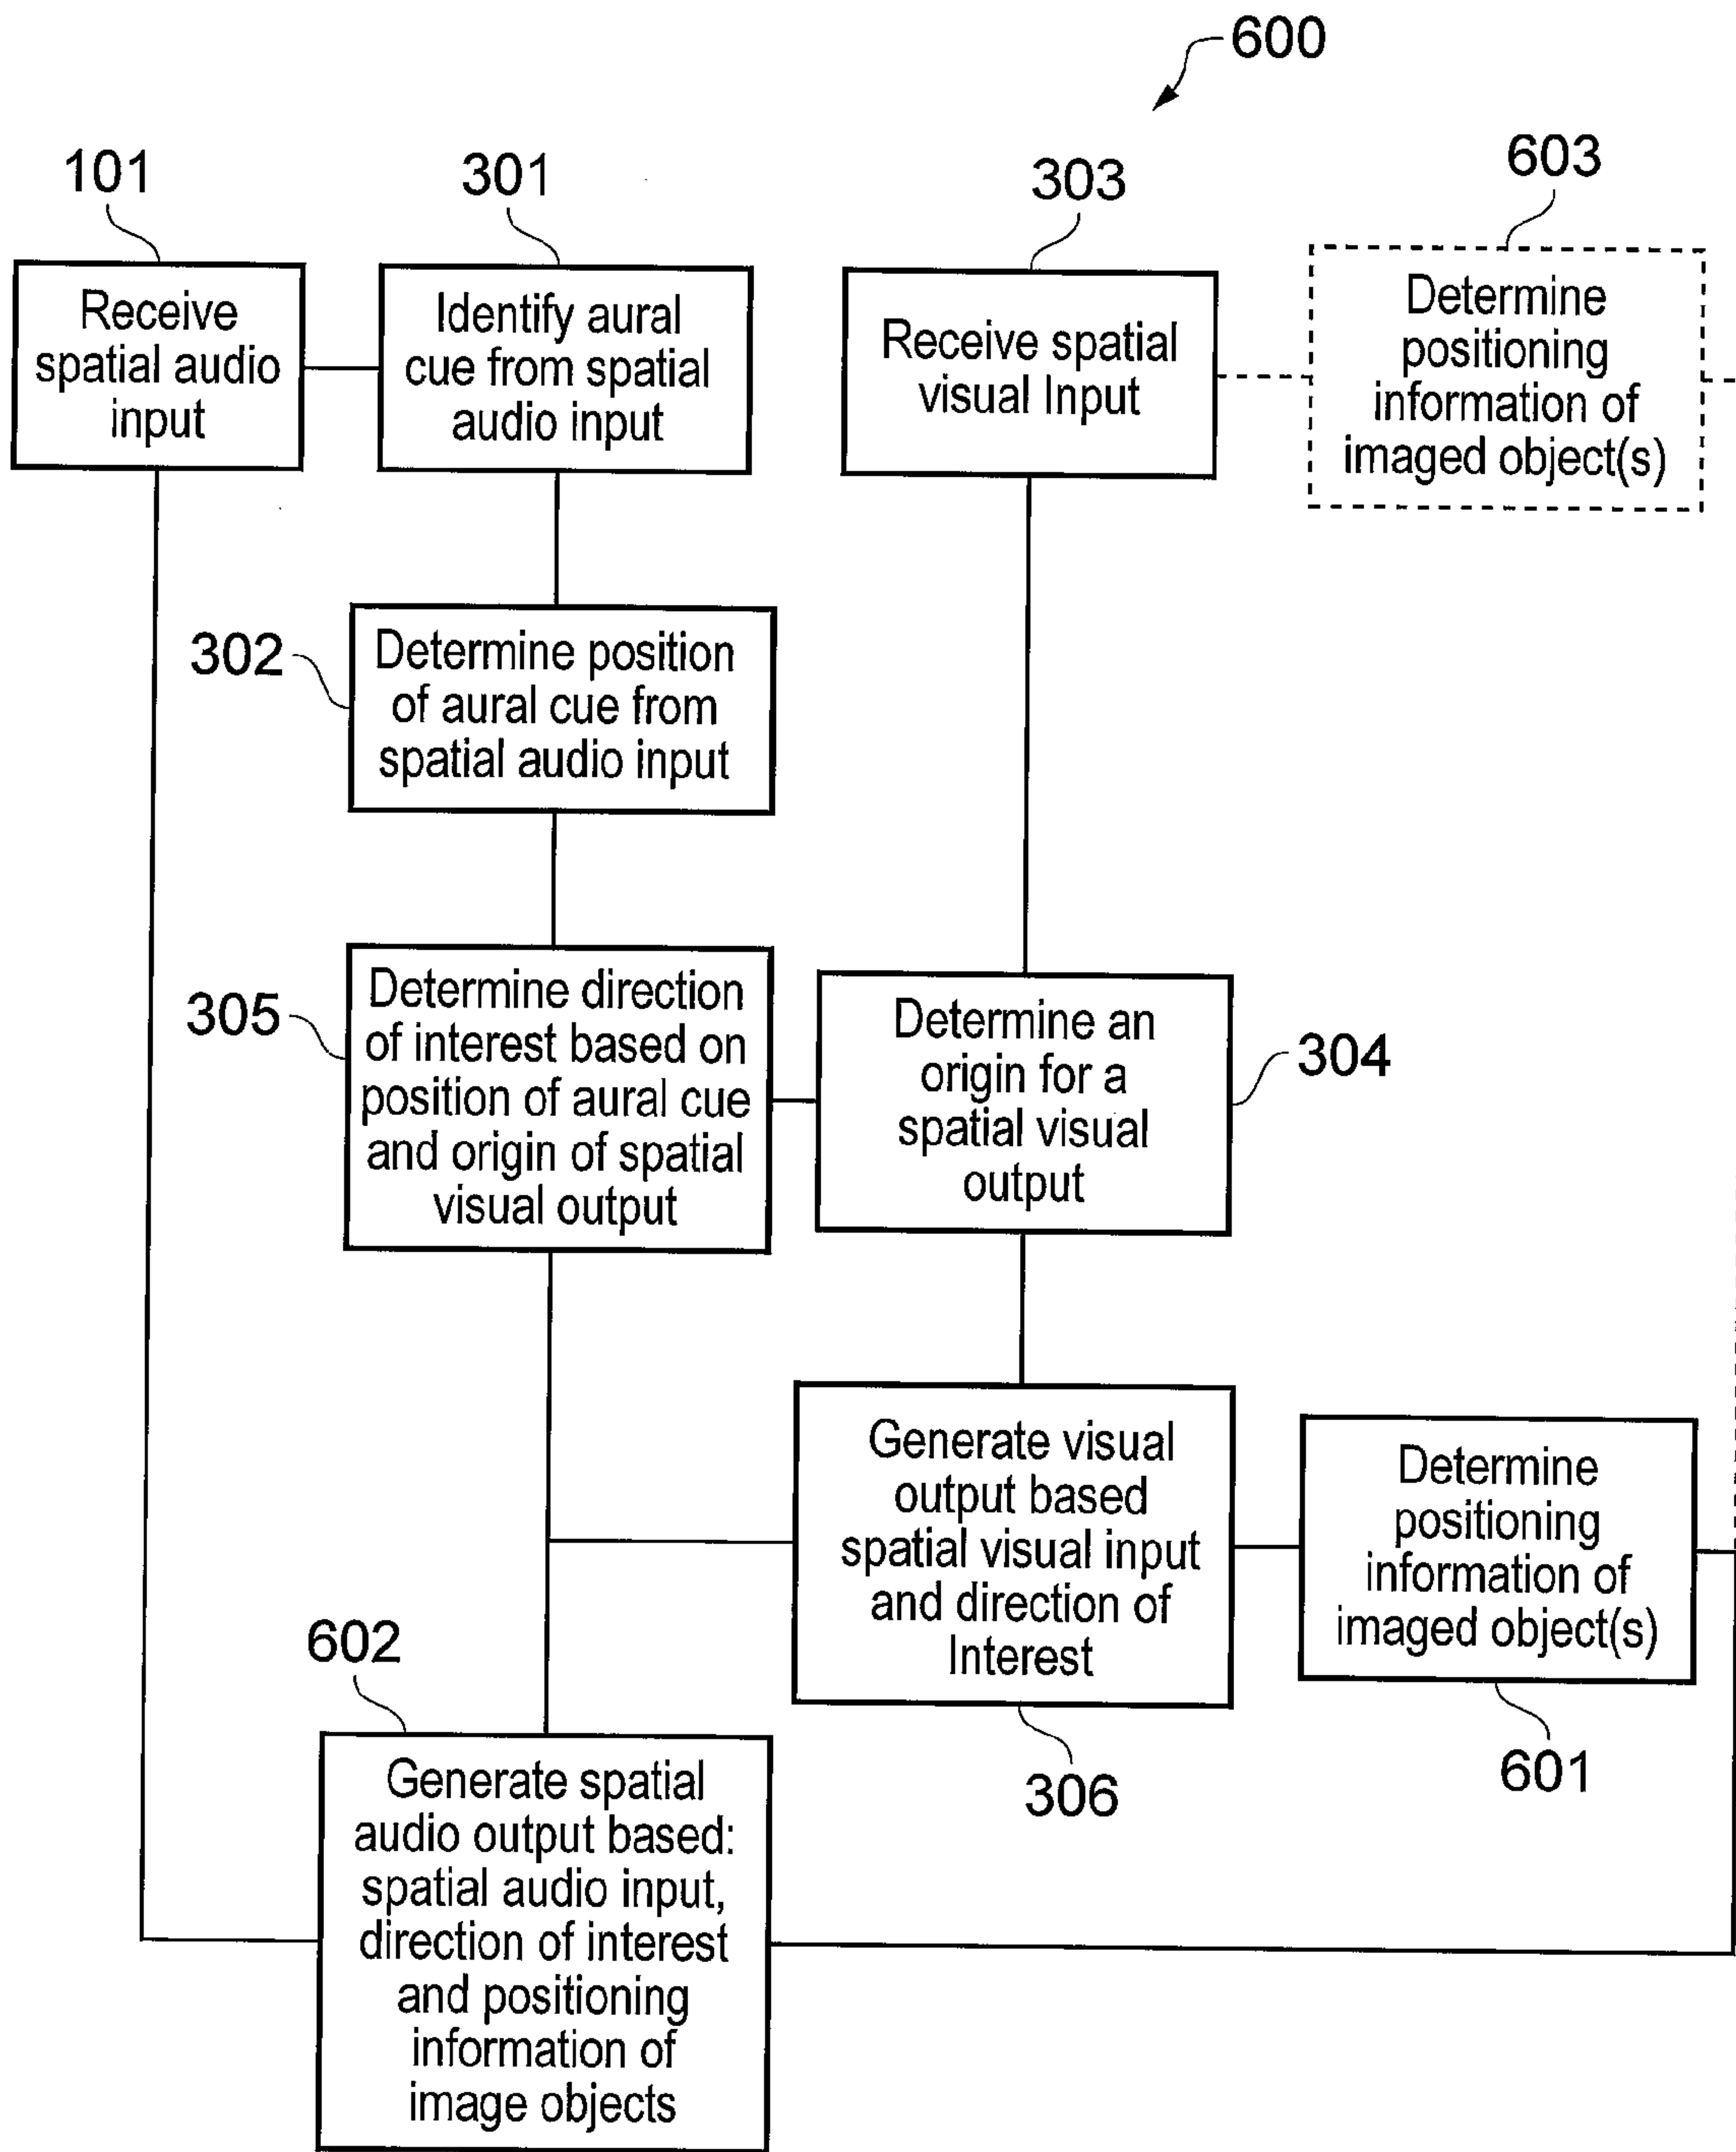 600
101
301
303
603
Receive
spatial audio
input
Identify aural
cue from spatial
audio input
Receive spatial
visual Input
Determine
positioning
information of
imaged object(s)
302
Determine position
of aural cue from
spatial audio input
305
Determine direction
of interest based on
position of aural cue
and origin of spatial
visual output
Determine an
origin for a
spatial visual
output
304
Generate visual
output based
spatial visual input
and direction of
Interest
306
Determine
positioning
information of
imaged object(s)
601
602
Generate spatial
audio output based:
spatial audio input,
direction of interest
and positioning
information of
image objects